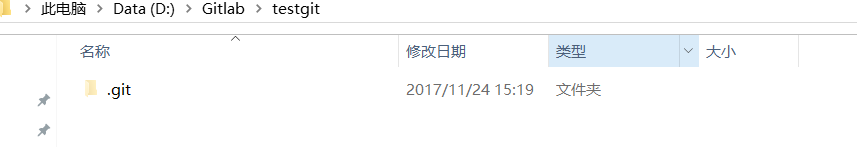 此电脑 > Data (D:) > Gitlab > testgit
名称 修改日期 类型 大小
.git 2017/11/24 15:19 文件夹